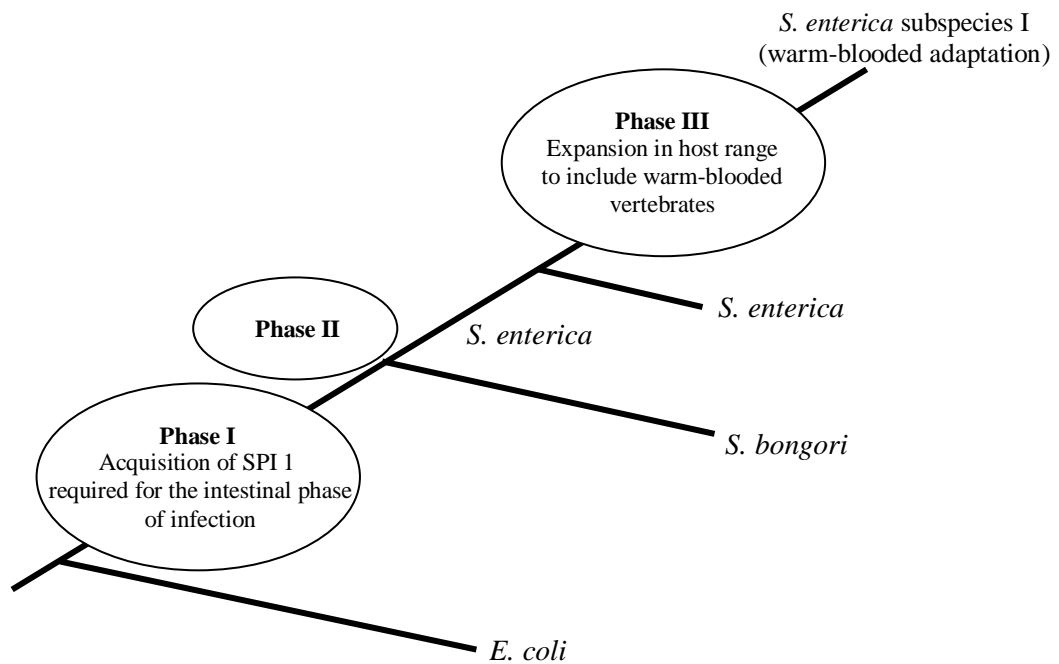 S. enterica subspecies I
(warm-blooded adaptation)
Phase III
Expansion in host range
to include warm-blooded
vertebrates
S. enterica
S. enterica
Phase II
S. bongori
Phase I
Acquisition of SPI 1
required for the intestinal phase
of infection
E. coli